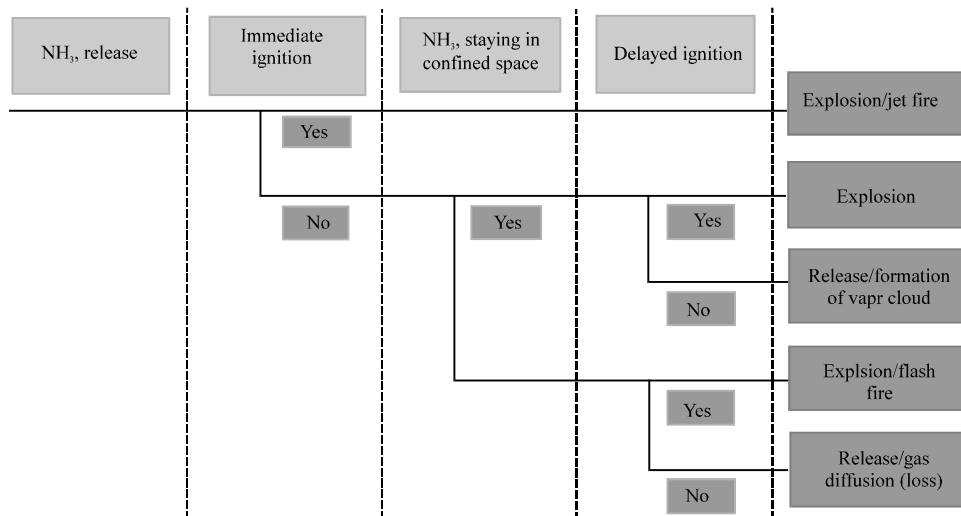 NH₃, release
Immediate
ignition
NH₃, staying in
confined space
Delayed ignition
Explosion/jet fire
Yes
No
Yes
Yes
Explosion
No
Release/formation
of vapr cloud
Yes
Explsion/flash
fire
No
Release/gas
diffusion (loss)